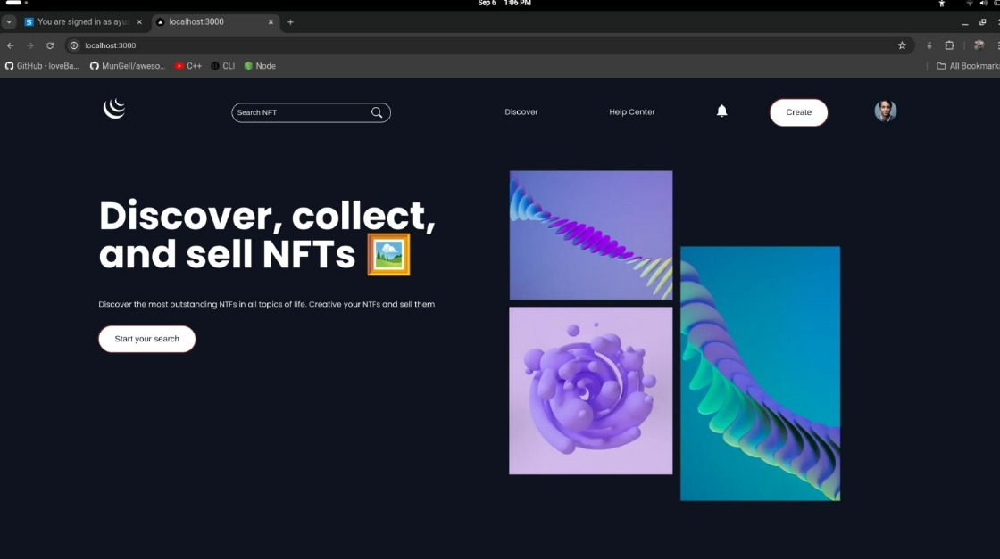 Sep 6 1:06 PM
S You are signed in as ayu
localhost:3000
localhost:3000
GitHub - loveBa...
MunGell/aweso...
C++
CLI
Node
All Bookmarks
Search NFT
Discover
Help Center
Create
Discover, collect,
and sell NFTs
Discover the most outstanding NTFs in all topics of life. Creative your NTFs and sell them
Start your search